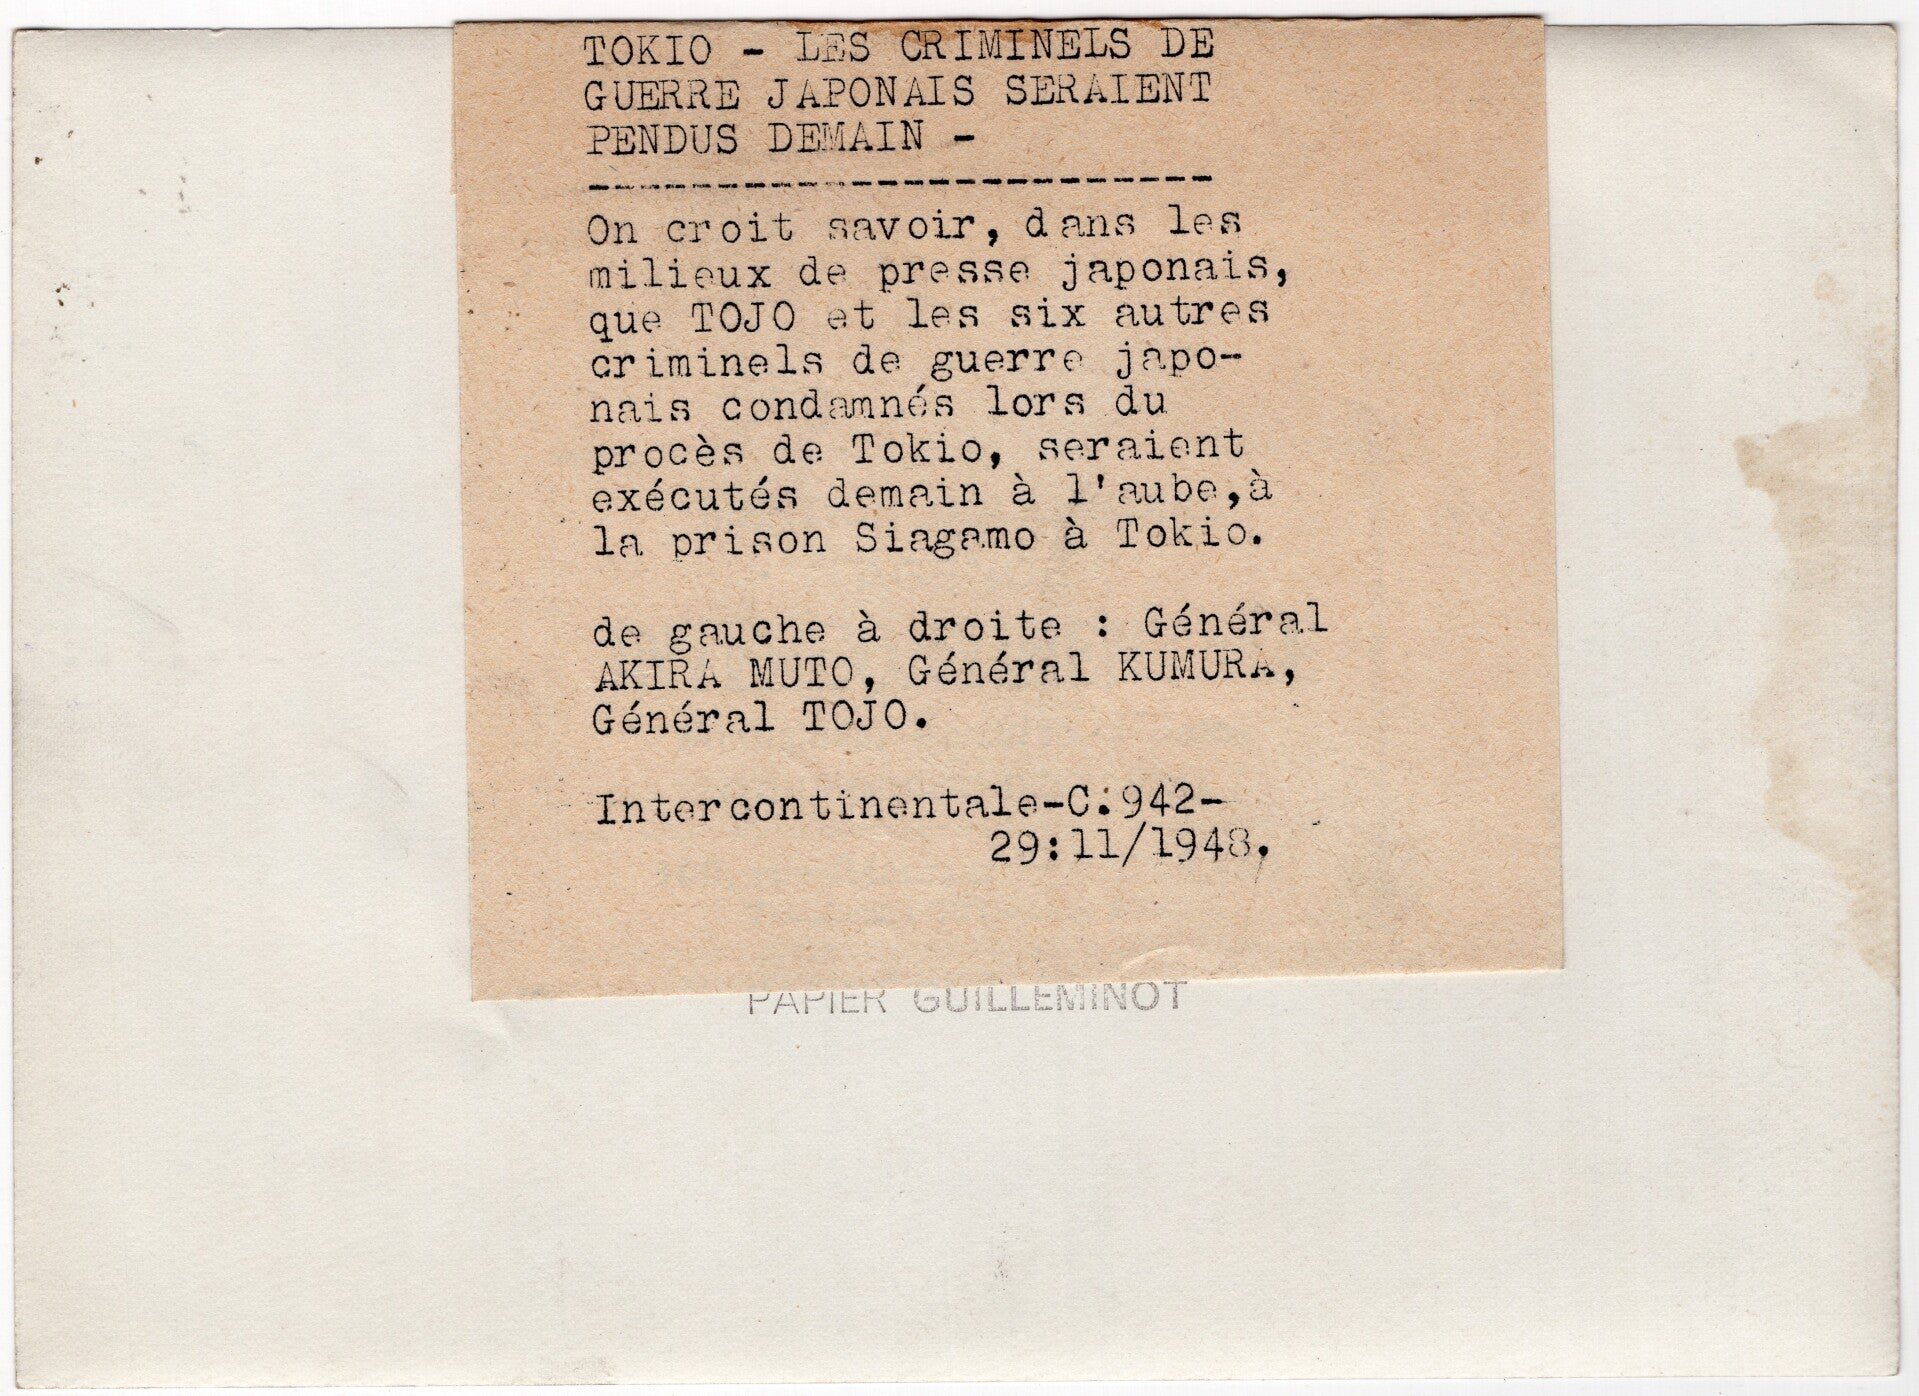 TOKIO - LES CRIMINELS DE
GUERRE JAPONAIS SERAIENT
PENDUS DEMAIN -
-------------------------
On croit savoir, dans les
milieux de presse japonais,
que TOJO et les six autres
criminels de guerre japo-
nais condamnés lors du
procès de Tokio, seraient
exécutés demain à l'aube,à
la prison Siagamo à Tokio.
de gauche à droite : Général
AKIRA MUTO, Général KUMURA,
Général TOJO.
Intercontinentale-C.942-
29:11/1948.
PAPIER GUILLEMINOT